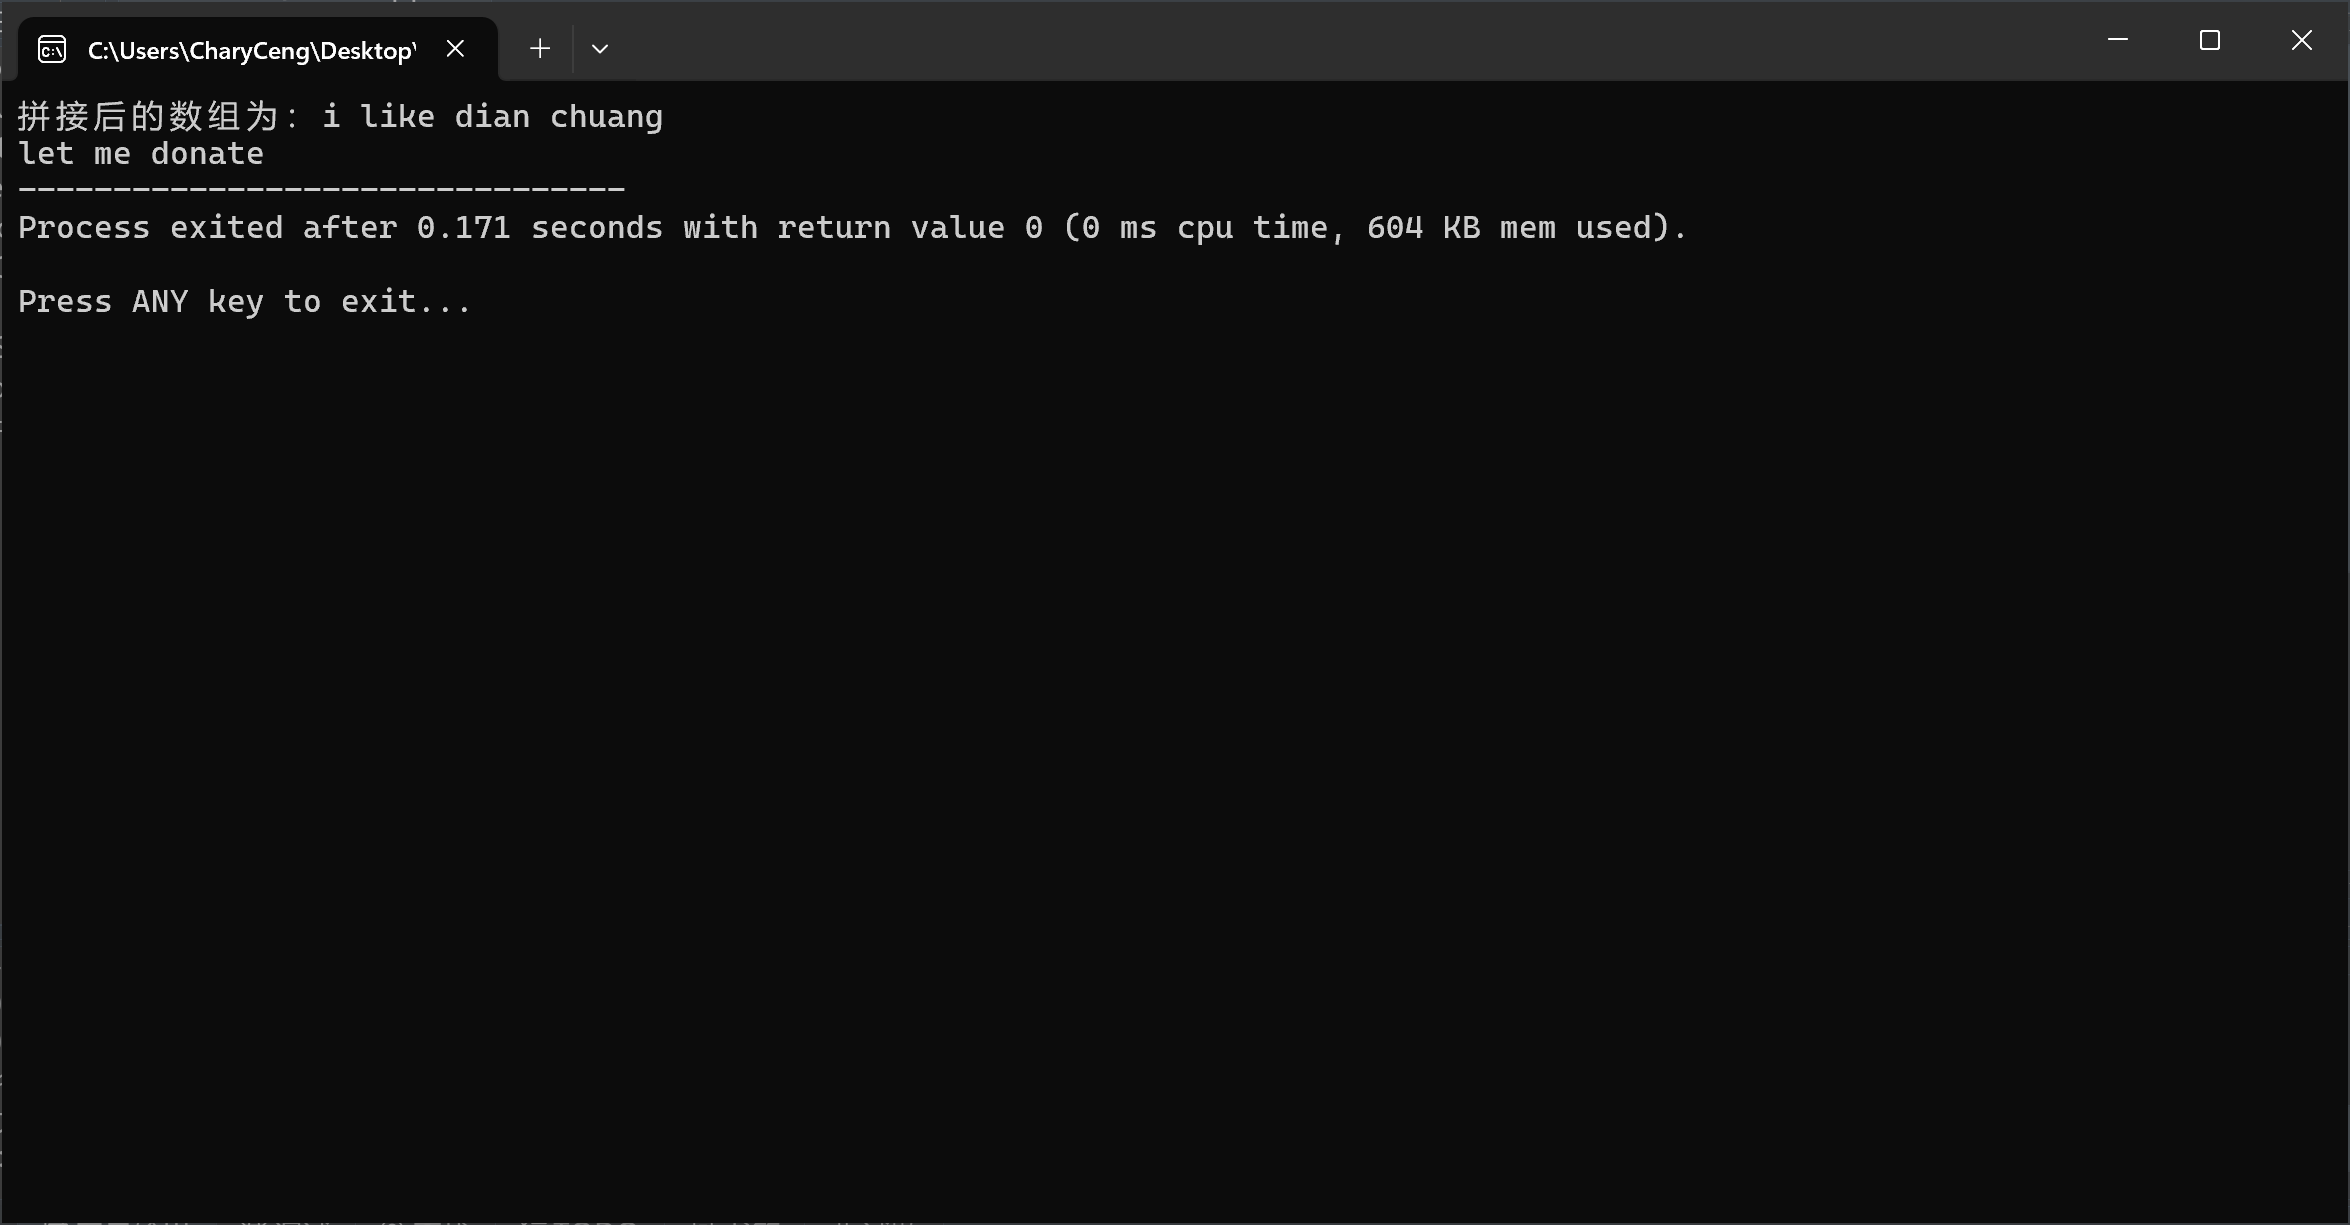 C:\Users\CharyCeng\Desktop\
拼接后的数组为：i like dian chuang
let me donate
--------------------------------
Process exited after 0.171 seconds with return value 0 (0 ms cpu time, 604 KB mem used).
Press ANY key to exit...